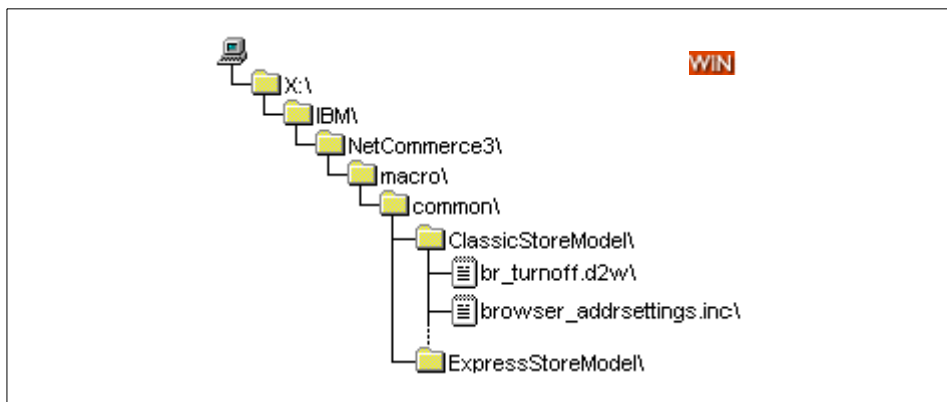 WIN
X:\
IBM\
NetCommerce3\
macro\
common\
ClassicStoreModel\
br_turnoff.d2w\
browser_addrsettings.inc\
ExpressStoreModel\